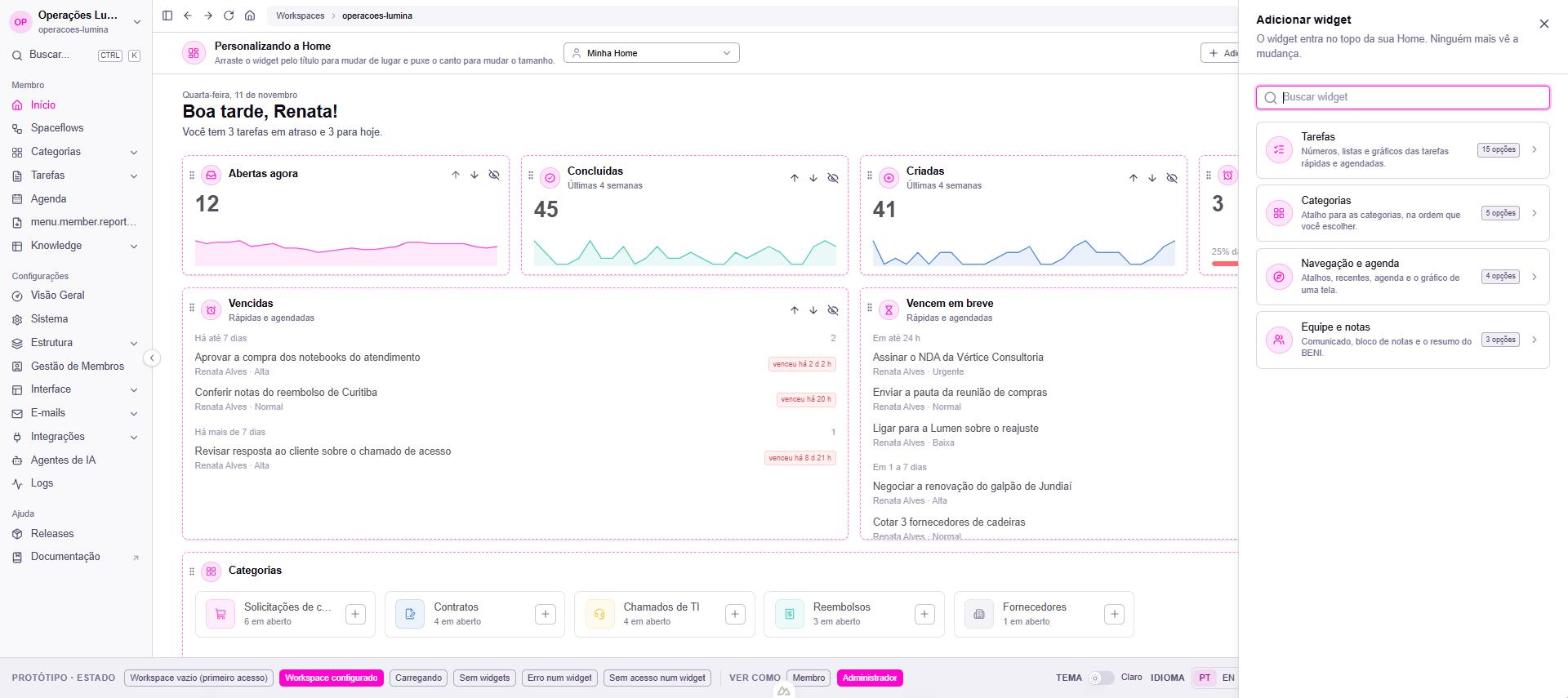 OP
Operações Lu...
operacoes-lumina
Buscar...
CTRL
K
Membro
Início
Spaceflows
Categorias
Tarefas
Agenda
menu.member.report...
Knowledge
Configurações
Visão Geral
Sistema
Estrutura
Gestão de Membros
Interface
E-mails
Integrações
Agentes de IA
Logs
Ajuda
Releases
Documentação
Workspaces
operacoes-lumina
Personalizando a Home
Arraste o widget pelo título para mudar de lugar e puxe o canto para mudar o tamanho.
Minha Home
Quarta-feira, 11 de novembro
Boa tarde, Renata!
Você tem 3 tarefas em atraso e 3 para hoje.
Abertas agora
12
Concluídas
Últimas 4 semanas
45
Criadas
Últimas 4 semanas
41
3
25%
Vencidas
Rápidas e agendadas
Há até 7 dias
2
Aprovar a compra dos notebooks do atendimento
Renata Alves · Alta
venceu há 2 d 2 h
Conferir notas do reembolso de Curitiba
Renata Alves · Normal
venceu há 20 h
Há mais de 7 dias
1
Revisar resposta ao cliente sobre o chamado de acesso
Renata Alves · Alta
venceu há 8 d 21 h
Vencem em breve
Rápidas e agendadas
Em até 24 h
Assinar o NDA da Vértice Consultoria
Renata Alves · Urgente
Enviar a pauta da reunião de compras
Renata Alves · Normal
Ligar para a Lumen sobre o reajuste
Renata Alves · Baixa
Em 1 a 7 dias
Negociar a renovação do galpão de Jundiaí
Renata Alves · Alta
Cotar 3 fornecedores de cadeiras
Renata Alves · Normal
Categorias
Solicitações de c...
6 em aberto
Contratos
4 em aberto
Chamados de TI
4 em aberto
Reembolsos
3 em aberto
Fornecedores
1 em aberto
Adicionar widget
O widget entra no topo da sua Home. Ninguém mais vê a
mudança.
Buscar widget
Tarefas
Números, listas e gráficos das tarefas
rápidas e agendadas.
15 opções
Categorias
Atalho para as categorias, na ordem que
você escolher.
5 opções
Navegação e agenda
Atalhos, recentes, agenda e o gráfico de
uma tela.
4 opções
Equipe e notas
Comunicado, bloco de notas e o resumo do
BENI.
3 opções
PROTÓTIPO · ESTADO
Workspace vazio (primeiro acesso)
Workspace configurado
Carregando
Sem widgets
Erro num widget
Sem acesso num widget
VER COMO
Membro
Administrador
TEMA
Claro
IDIOMA
PT
EN